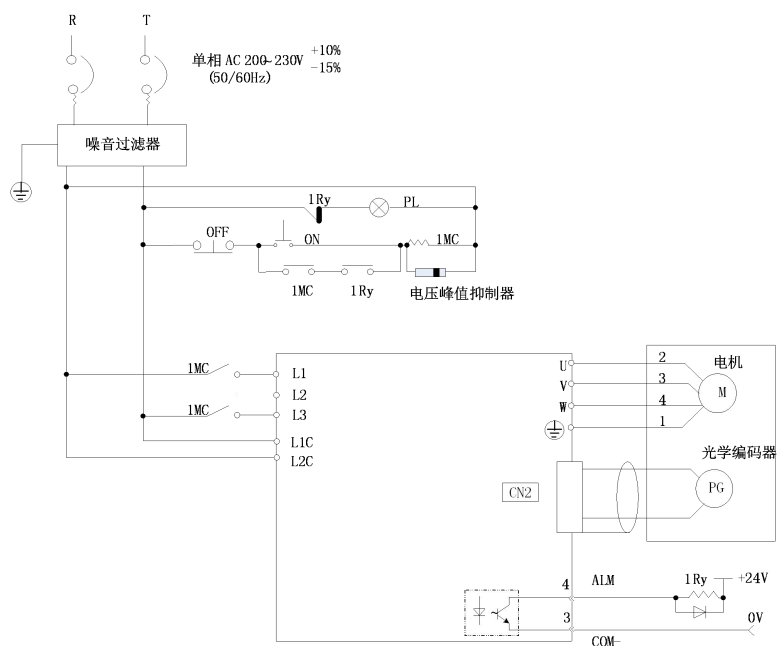 R
T
单相 AC 200~230V +10% -15%
(50/60Hz)
噪音过滤器
1Ry
PL
OFF
ON
1MC
1MC
1Ry
电压峰值抑制器
1MC
L1
L2
1MC
L3
L1C
L2C
U
V
W
2
3
4
1
电机
M
光学编码器
PG
CN2
4
ALM
1Ry
+24V
3
0V
COM